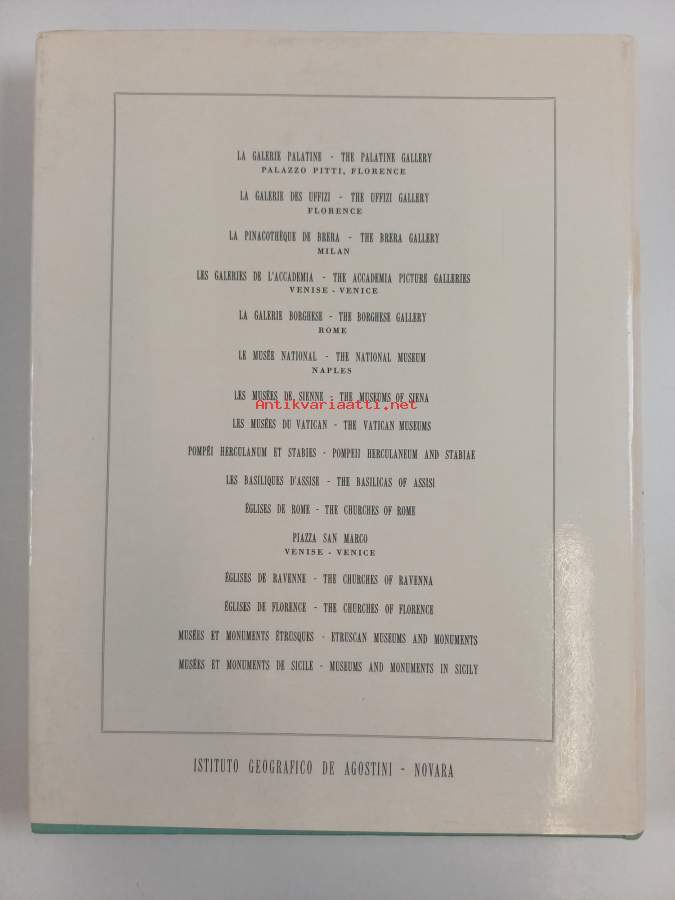 LA GALERIE PALATINE - THE PALATINE GALLERY
PALAZZO PITTI, FLORENCE
LA GALERIE DES UFFIZI - THE UFFIZI GALLERY
FLORENCE
LA PINACOTHÈQUE DE BRERA - THE BRERA GALLERY
MILAN
LES GALERIES DE L'ACCADEMIA - THE ACCADEMIA PICTURE GALLERIES
VENISE - VENICE
LA GALERIE BORGHESE - THE BORGHESE GALLERY
ROME
LE MUSÉE NATIONAL - THE NATIONAL MUSEUM
NAPLES
LES MUSÉES DE SIENNE - THE MUSEUMS OF SIENA
Antikvariaatti.net
LES MUSÉES DU VATICAN - THE VATICAN MUSEUMS
POMPÉI HERCULANUM ET STABIES - POMPEII HERCULANEUM AND STABIAE
LES BASILIQUES D'ASSISE - THE BASILICAS OF ASSISI
ÉGLISES DE ROME - THE CHURCHES OF ROME
PIAZZA SAN MARCO
VENISE - VENICE
ÉGLISES DE RAVENNE - THE CHURCHES OF RAVENNA
ÉGLISES DE FLORENCE - THE CHURCHES OF FLORENCE
MUSÉES ET MONUMENTS ÉTRUSQUES - ETRUSCAN MUSEUMS AND MONUMENTS
MUSÉES ET MONUMENTS DE SICILE - MUSEUMS AND MONUMENTS IN SICILY
ISTITUTO GEOGRAFICO DE AGOSTINI - NOVARA